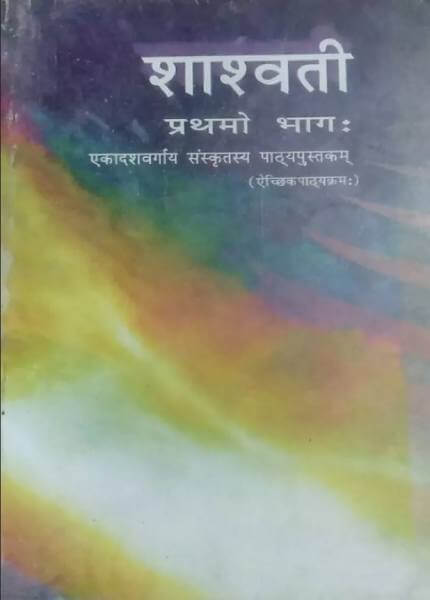 शाश्वती
प्रथमो भागः
एकादशवर्गाय संस्कृतस्य पाठ्यपुस्तकम्
(ऐच्छिकपाठ्यक्रमः)